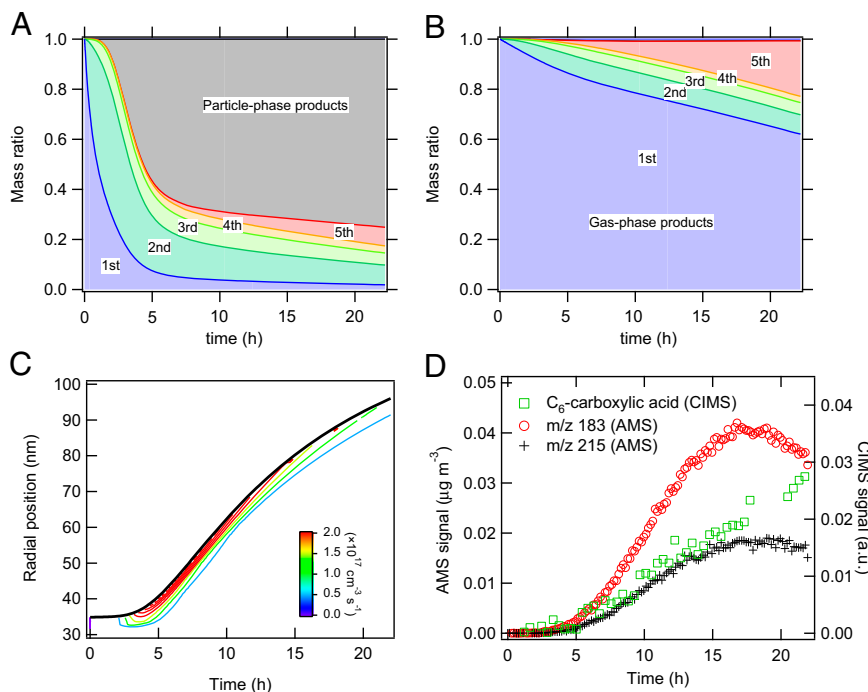 A
B
1.0
0.8
0.6
0.4
0.2
0.0
Mass ratio
Particle-phase products
1st
2nd
3rd
4th
5th
0
5
10
15
20
time (h)
1.0
0.8
0.6
0.4
0.2
0.0
Mass ratio
5th
4th
3rd
2nd
1st
Gas-phase products
0
5
10
15
20
time (h)
C
D
100
90
80
70
60
50
40
30
Radial position (nm)
2.0
1.5
1.0
0.5
0.0
(×10¹⁷ cm⁻³ s⁻¹)
0
5
10
15
20
Time (h)
0.05
0.04
0.03
0.02
0.01
0.00
AMS signal (µg m⁻³)
C₆-carboxylic acid (CIMS)
m/z 183 (AMS)
m/z 215 (AMS)
0.04
0.03
0.02
0.01
0.00
CIMS signal (a.u.)
0
5
10
15
20
Time (h)